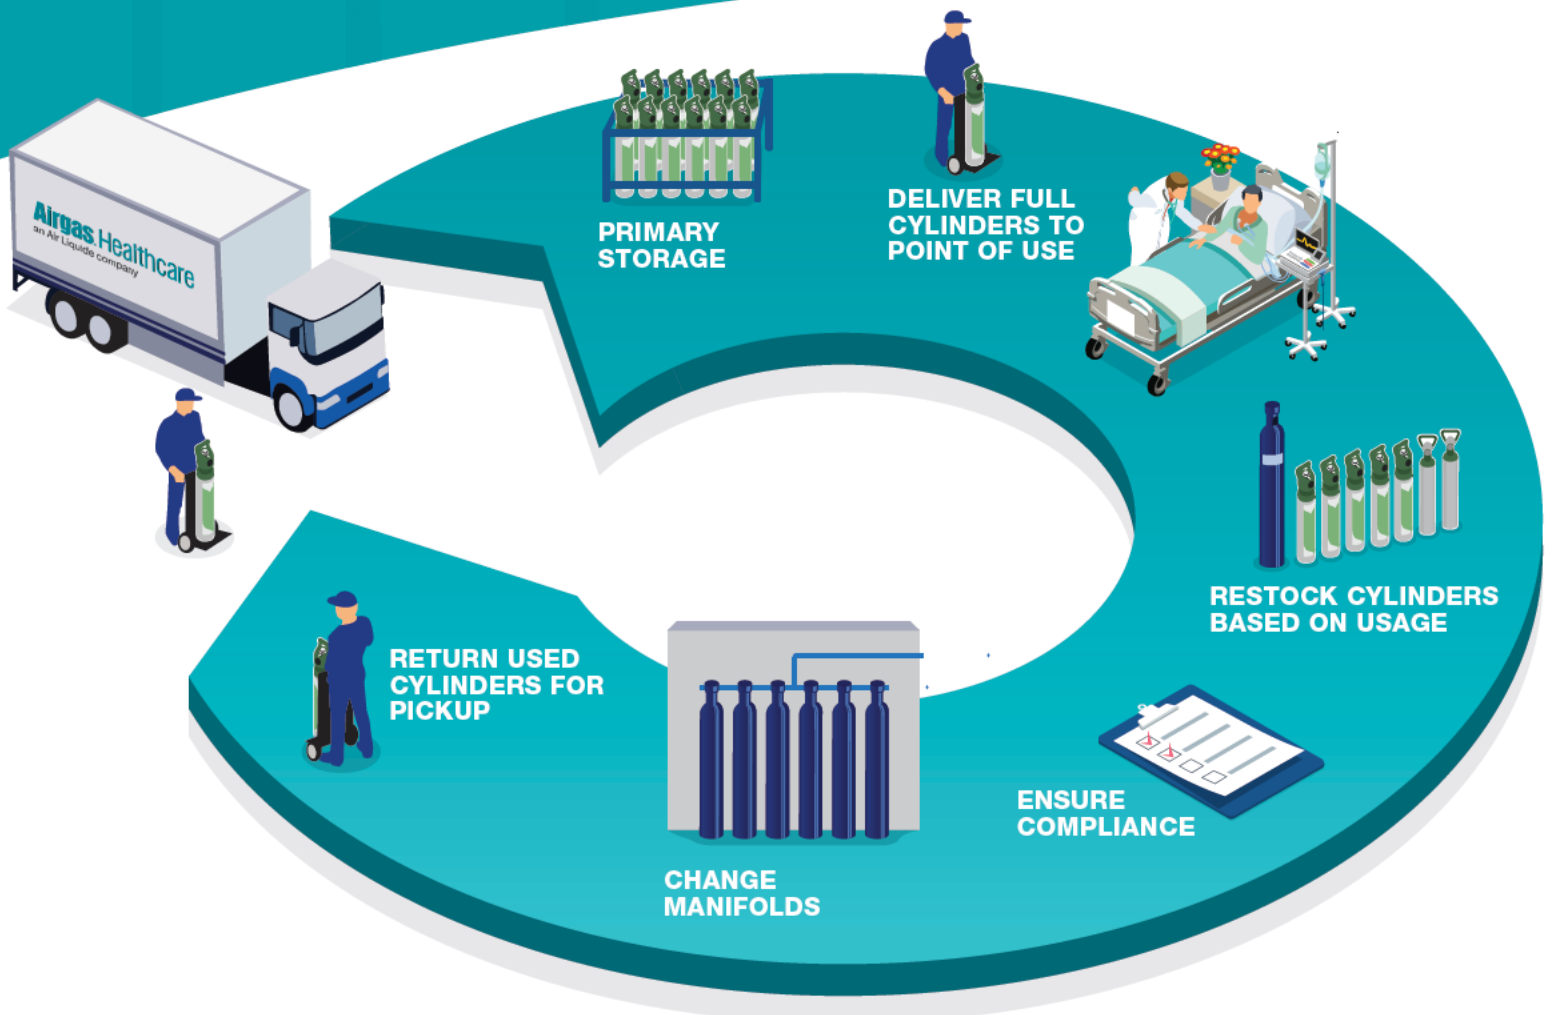 Airgas. Healthcare
an Air Liquide company
PRIMARY
STORAGE
DELIVER FULL
CYLINDERS TO
POINT OF USE
RESTOCK CYLINDERS
BASED ON USAGE
ENSURE
COMPLIANCE
CHANGE
MANIFOLDS
RETURN USED
CYLINDERS FOR
PICKUP